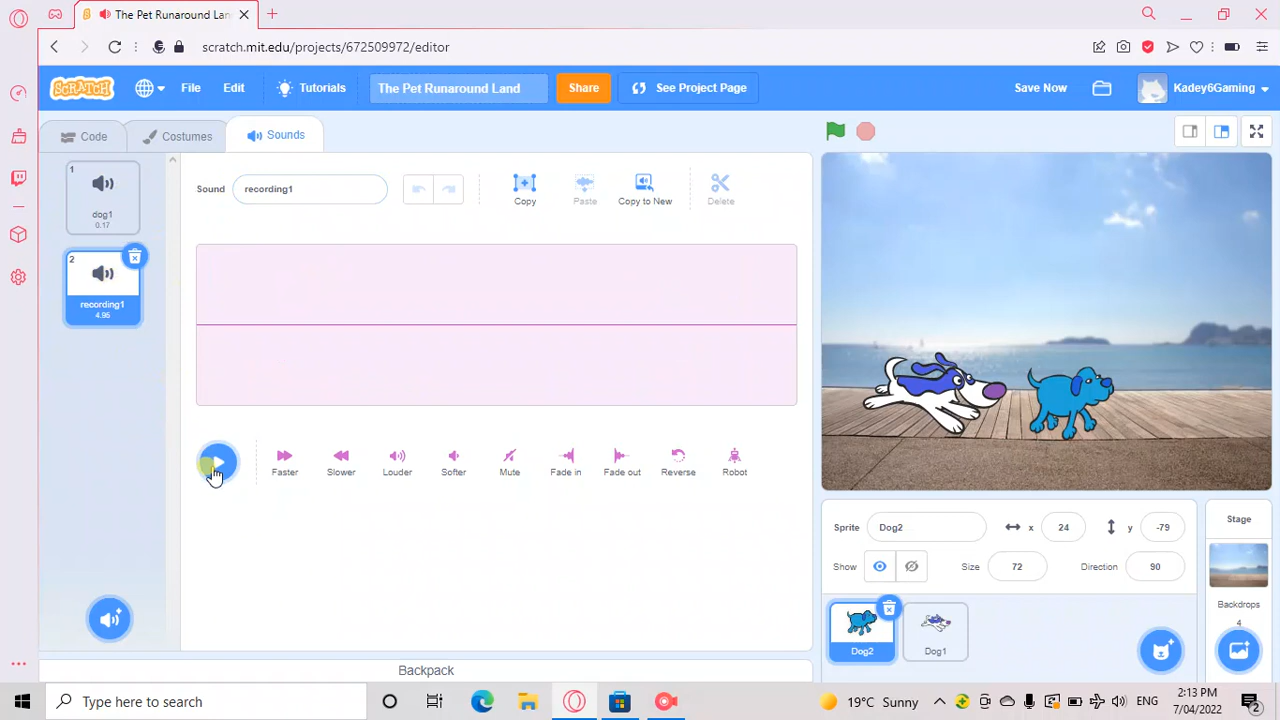 The Pet Runaround Lan
scratch.mit.edu/projects/672509972/editor
SCRATCH
File
Edit
Tutorials
The Pet Runaround Land
Share
See Project Page
Save Now
Kadey6Gaming
Code
Costumes
Sounds
1
dog1
0.17
2
recording1
4.95
Sound
recording1
Copy
Paste
Copy to New
Delete
Faster
Slower
Louder
Softer
Mute
Fade in
Fade out
Reverse
Robot
Sprite
Dog2
x
24
y
-79
Show
Size
72
Direction
90
Dog2
Dog1
Stage
Backdrops
4
Backpack
Type here to search
19°C Sunny
ENG
2:13 PM
7/04/2022
2